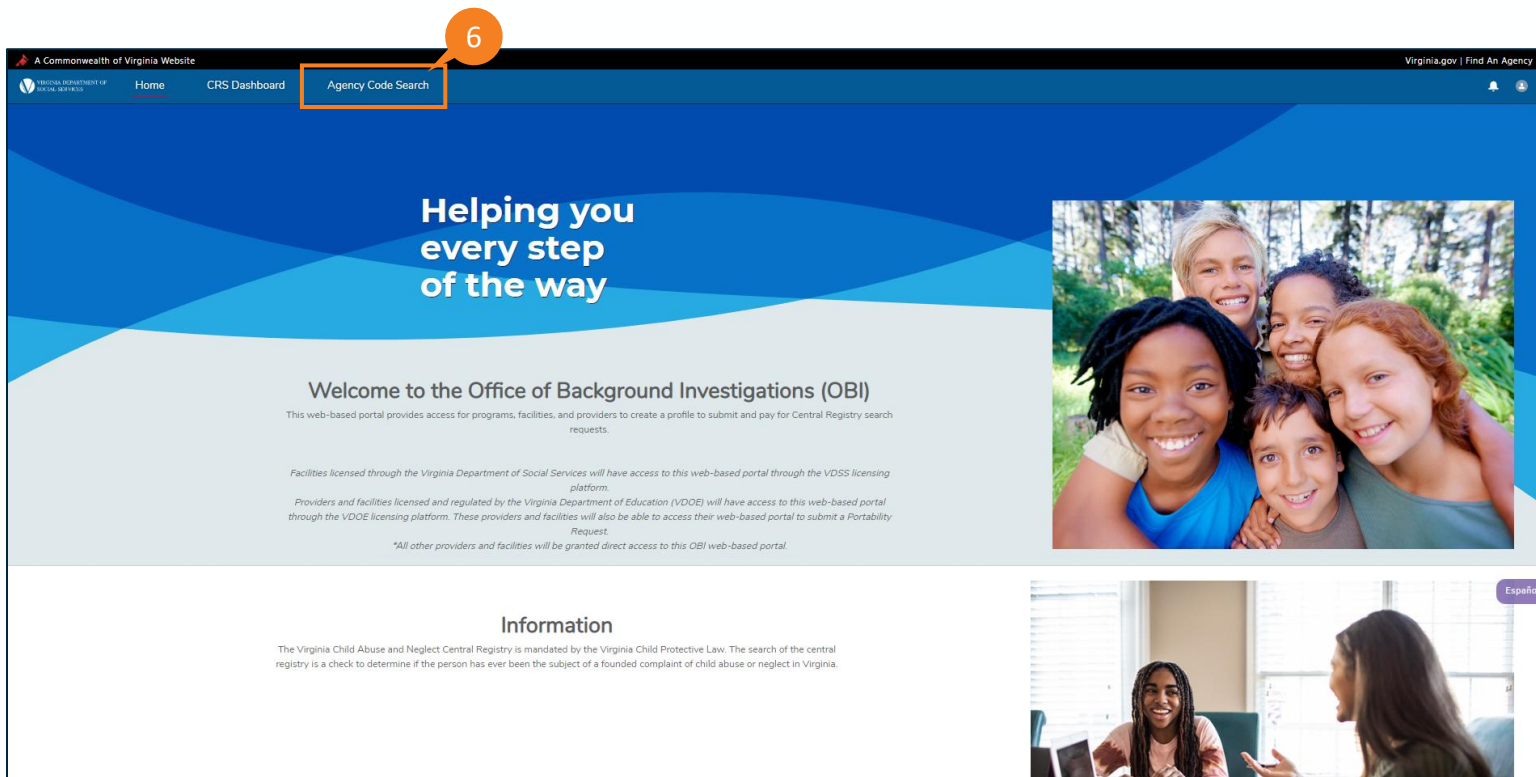 6
A Commonwealth of Virginia Website
Virginia.gov | Find An Agency
VIRGINIA DEPARTMENT OF
SOCIAL SERVICES
Home
CRS Dashboard
Agency Code Search
Helping you
every step
of the way
Welcome to the Office of Background Investigations (OBI)
This web-based portal provides access for programs, facilities, and providers to create a profile to submit and pay for Central Registry search
requests.
Facilities licensed through the Virginia Department of Social Services will have access to this web-based portal through the VDSS licensing
platform.
Providers and facilities licensed and regulated by the Virginia Department of Education (VDOE) will have access to this web-based portal
through the VDOE licensing platform. These providers and facilities will also be able to access their web-based portal to submit a Portability
Request.
*All other providers and facilities will be granted direct access to this OBI web-based portal.
Españo
Information
The Virginia Child Abuse and Neglect Central Registry is mandated by the Virginia Child Protective Law. The search of the central
registry is a check to determine if the person has ever been the subject of a founded complaint of child abuse or neglect in Virginia.